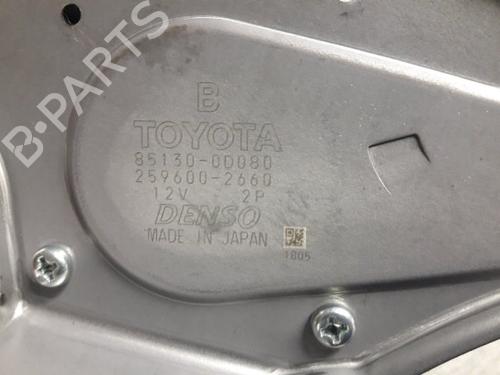 B-PARTS
B
TOYOTA
85130-0D080
259600-2660
12V 2P
DENSO
MADE IN JAPAN
1805